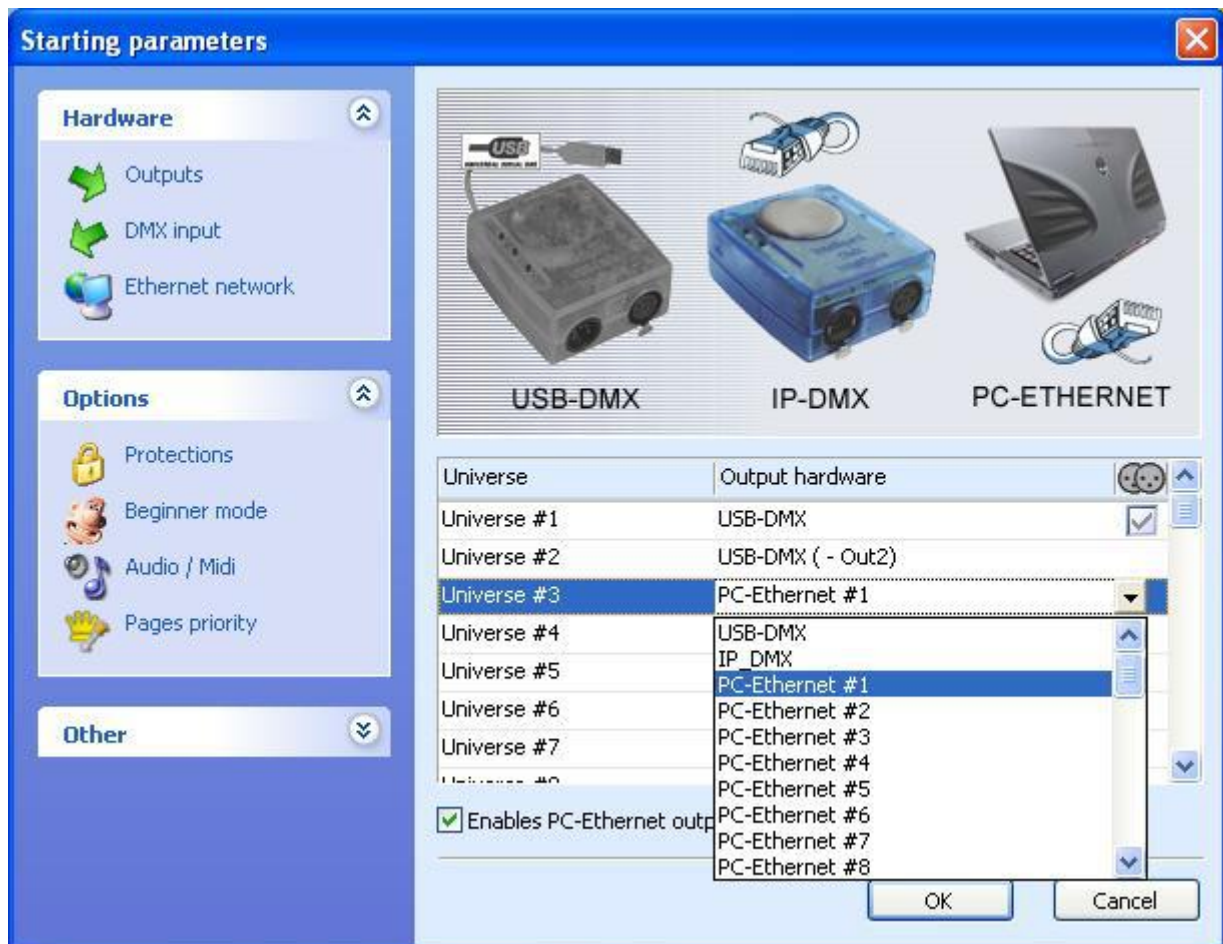 Starting parameters
Hardware
Outputs
DMX input
Ethernet network
Options
Protections
Beginner mode
Audio / Midi
Pages priority
Other
USB
UNIVERSAL SERIAL BUS
USB-DMX
IP-DMX
PC-ETHERNET
Universe Output hardware
Universe #1 USB-DMX
Universe #2 USB-DMX ( - Out2)
Universe #3 PC-Ethernet #1
Universe #4
Universe #5
Universe #6
Universe #7
USB-DMX
IP_DMX
PC-Ethernet #1
PC-Ethernet #2
PC-Ethernet #3
PC-Ethernet #4
PC-Ethernet #5
PC-Ethernet #6
PC-Ethernet #7
PC-Ethernet #8
Enables PC-Ethernet outp
OK Cancel